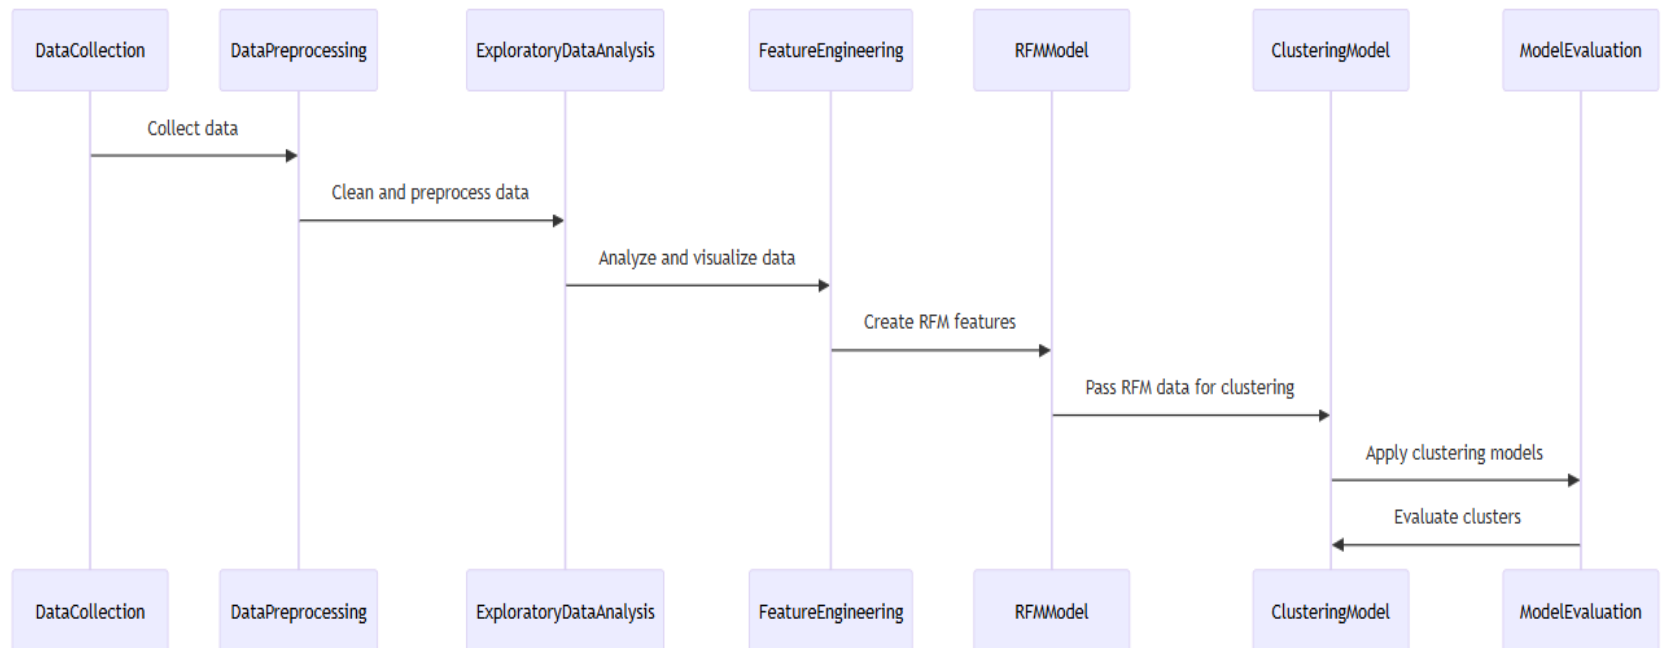 DataCollection
DataPreprocessing
ExploratoryDataAnalysis
FeatureEngineering
RFMModel
ClusteringModel
ModelEvaluation
Collect data
Clean and preprocess data
Analyze and visualize data
Create RFM features
Pass RFM data for clustering
Apply clustering models
Evaluate clusters
DataCollection
DataPreprocessing
ExploratoryDataAnalysis
FeatureEngineering
RFMModel
ClusteringModel
ModelEvaluation